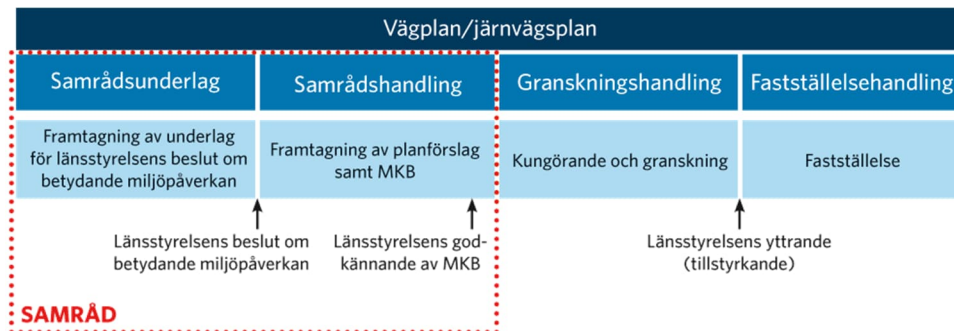 Vägplan/järnvägsplan
Samrådsunderlag
Samrådshandling
Granskningshandling
Fastställelsehandling
Framtagning av underlag
för länsstyrelsens beslut om
betydande miljöpåverkan
Framtagning av planförslag
samt MKB
Kungörande och granskning
Fastställelse
Länsstyrelsens beslut om
betydande miljöpåverkan
Länsstyrelsens god-
kännande av MKB
Länsstyrelsens yttrande
(tillstyrkande)
SAMRÅD